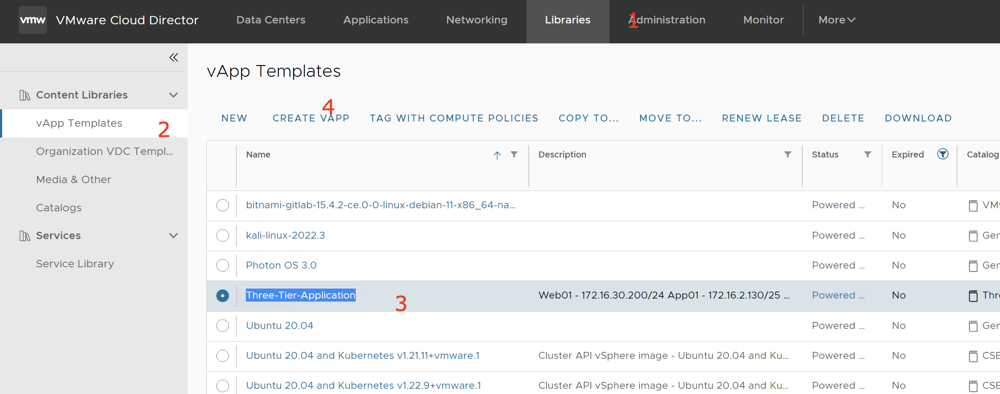 vmw VMware Cloud Director Data Centers Applications Networking Libraries 1 Administration Monitor More
vApp Templates
Content Libraries
vApp Templates 2
Organization VDC Templ...
Media & Other
Catalogs
Services
Service Library
4
NEW CREATE VAPP TAG WITH COMPUTE POLICIES COPY TO... MOVE TO... RENEW LEASE DELETE DOWNLOAD
Name Description Status Expired Catalog
bitnami-gitlab-15.4.2-ce.0-0-linux-debian-11-x86_64-na... Powered ... No VMw
kali-linux-2022.3 Powered ... No Gen
Photon OS 3.0 Powered ... No Gen
Three-Tier-Application 3 Web01 - 172.16.30.200/24 App01 - 172.16.2.130/25 ... Powered ... No Thre
Ubuntu 20.04 Powered ... No Gen
Ubuntu 20.04 and Kubernetes v1.21.11+vmware.1 Cluster API vSphere image - Ubuntu 20.04 and Ku... Powered ... No CSE
Ubuntu 20.04 and Kubernetes v1.22.9+vmware.1 Cluster API vSphere image - Ubuntu 20.04 and Ku... Powered ... No CSE